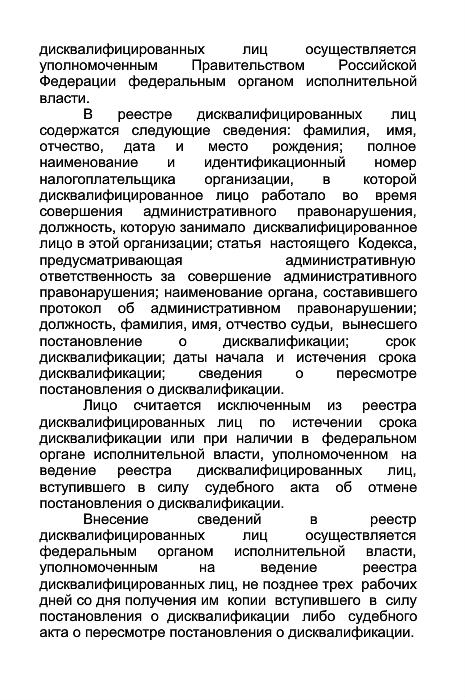 дисквалифицированных лиц осуществляется
уполномоченным Правительством Российской
Федерации федеральным органом исполнительной
власти.
В реестре дисквалифицированных лиц
содержатся следующие сведения: фамилия, имя,
отчество, дата и место рождения; полное
наименование и идентификационный номер
налогоплательщика организации, в которой
дисквалифицированное лицо работало во время
совершения административного правонарушения,
должность, которую занимало дисквалифицированное
лицо в этой организации; статья настоящего Кодекса,
предусматривающая административную
ответственность за совершение административного
правонарушения; наименование органа, составившего
протокол об административном правонарушении;
должность, фамилия, имя, отчество судьи, вынесшего
постановление о дисквалификации; срок
дисквалификации; даты начала и истечения срока
дисквалификации; сведения о пересмотре
постановления о дисквалификации.
Лицо считается исключенным из реестра
дисквалифицированных лиц по истечении срока
дисквалификации или при наличии в федеральном
органе исполнительной власти, уполномоченном на
ведение реестра дисквалифицированных лиц,
вступившего в силу судебного акта об отмене
постановления о дисквалификации.
Внесение сведений в реестр
дисквалифицированных лиц осуществляется
федеральным органом исполнительной власти,
уполномоченным на ведение реестра
дисквалифицированных лиц, не позднее трех рабочих
дней со дня получения им копии вступившего в силу
постановления о дисквалификации либо судебного
акта о пересмотре постановления о дисквалификации.